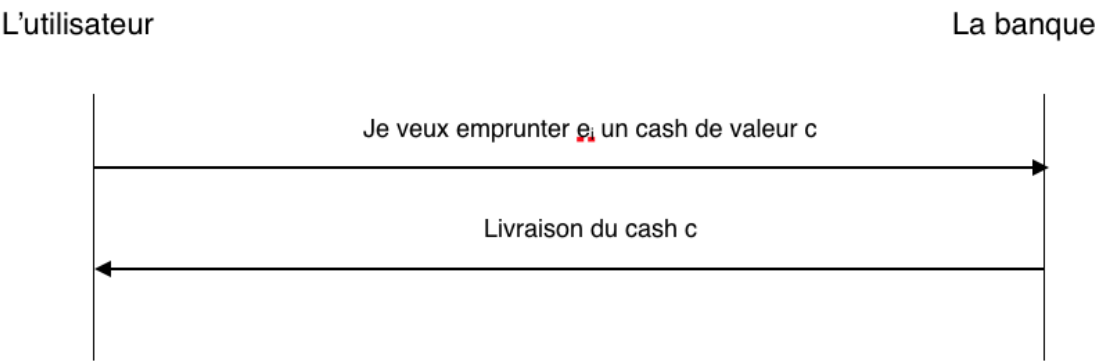 L’utilisateur
La banque
Je veux emprunter eᵢ un cash de valeur c
Livraison du cash c